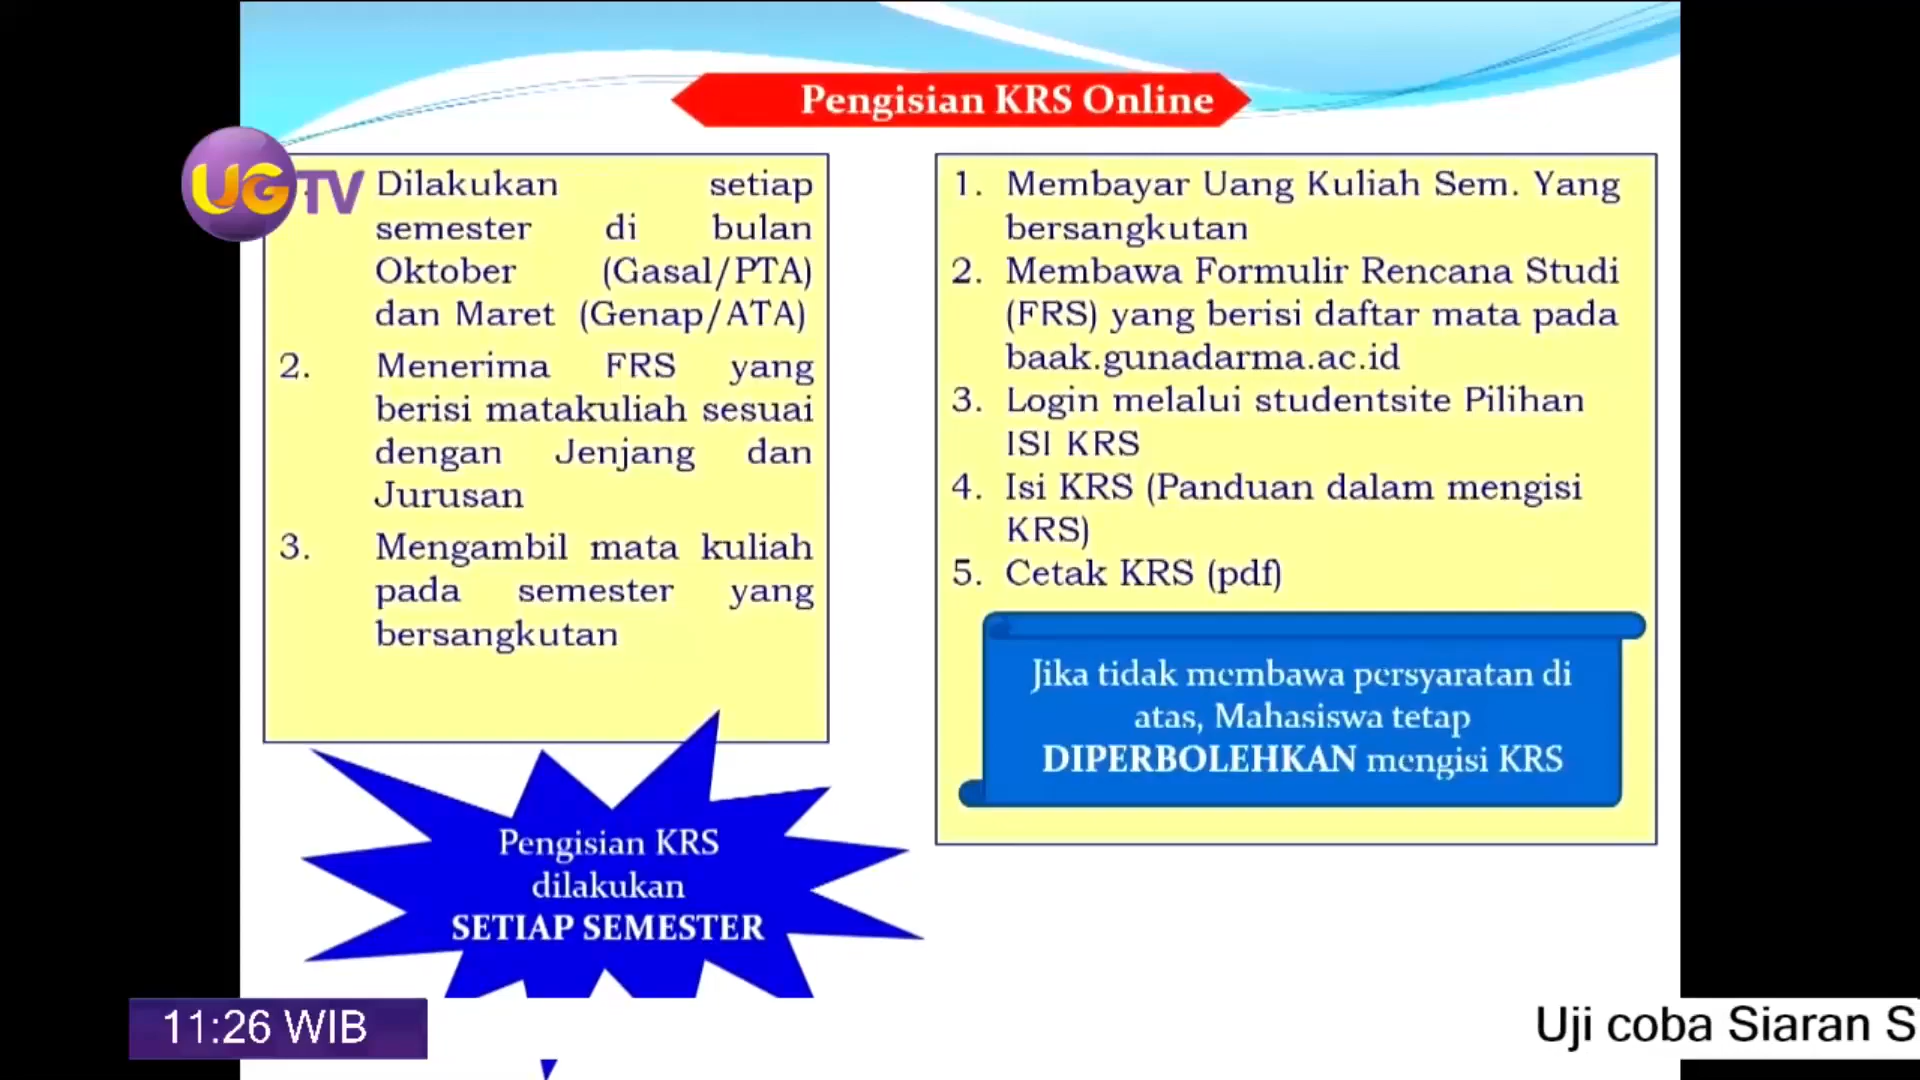 Pengisian KRS Online
UGTV
Dilakukan setiap
semester di bulan
Oktober (Gasal/PTA)
dan Maret (Genap/ATA)
2. Menerima FRS yang
berisi matakuliah sesuai
dengan Jenjang dan
Jurusan
3. Mengambil mata kuliah
pada semester yang
bersangkutan
1. Membayar Uang Kuliah Sem. Yang
bersangkutan
2. Membawa Formulir Rencana Studi
(FRS) yang berisi daftar mata pada
baak.gunadarma.ac.id
3. Login melalui studentsite Pilihan
ISI KRS
4. Isi KRS (Panduan dalam mengisi
KRS)
5. Cetak KRS (pdf)
Jika tidak membawa persyaratan di
atas, Mahasiswa tetap
DIPERBOLEHKAN mengisi KRS
Pengisian KRS
dilakukan
SETIAP SEMESTER
11:26 WIB
Uji coba Siaran S